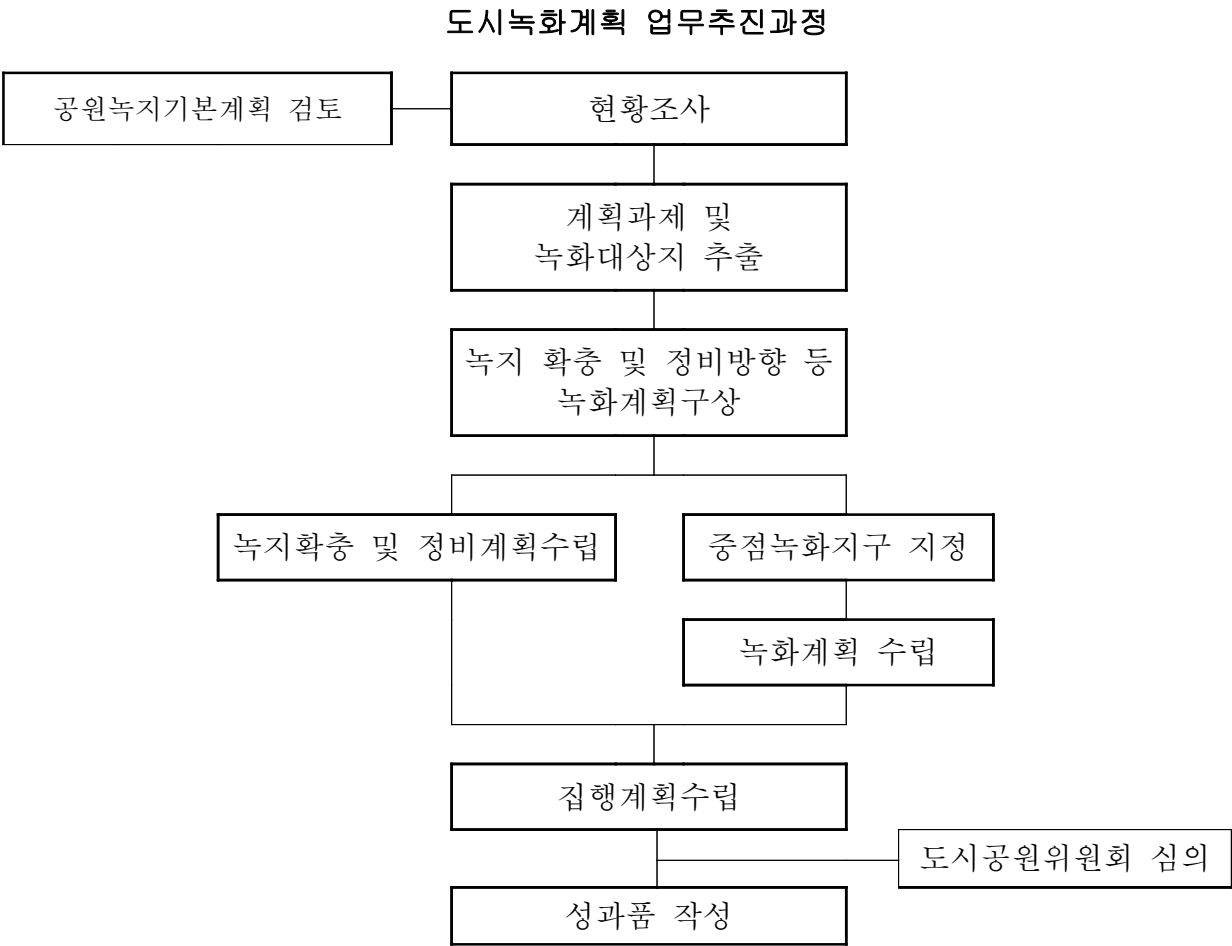 도시녹화계획 업무추진과정
공원녹지기본계획 검토
현황조사
계획과제 및
녹화대상지 추출
녹지 확충 및 정비방향 등
녹화계획구상
녹지확충 및 정비계획수립
중점녹화지구 지정
녹화계획 수립
집행계획수립
도시공원위원회 심의
성과품 작성